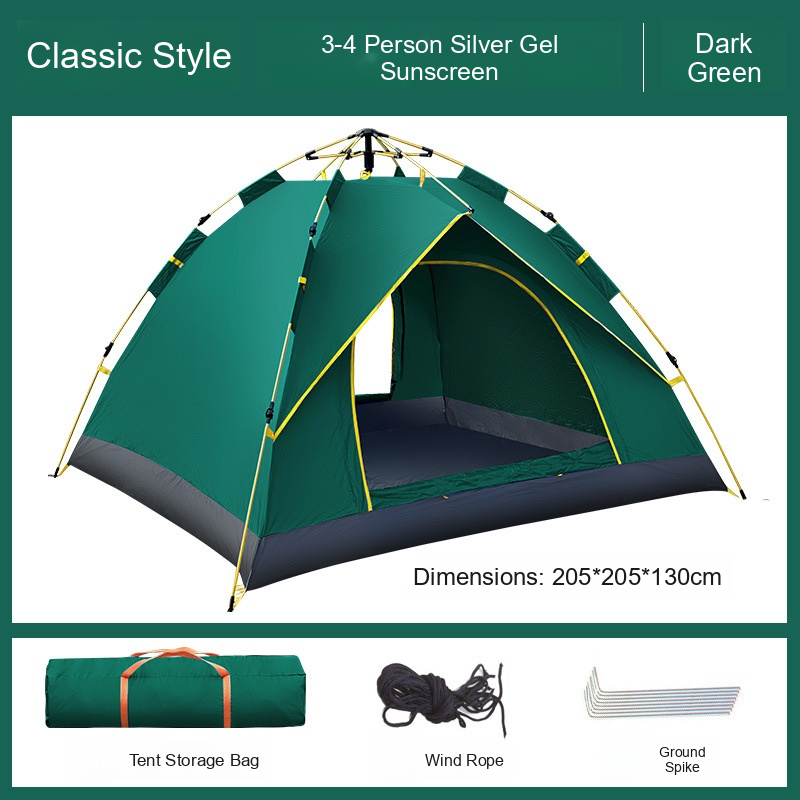 Classic Style
3-4 Person Silver Gel
Sunscreen
Dark
Green
Dimensions: 205*205*130cm
Tent Storage Bag
Wind Rope
Ground
Spike